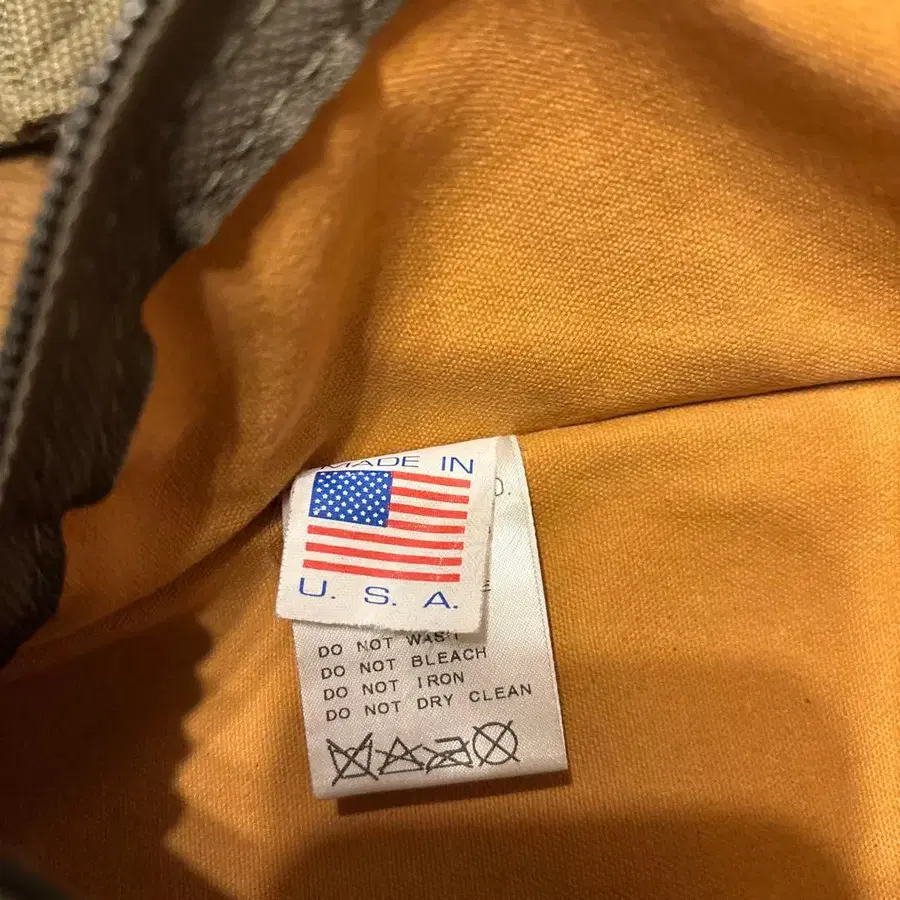 MADE IN
U. S. A.
D.
E
DO NOT WASH
DO NOT BLEACH
DO NOT IRON
DO NOT DRY CLEAN